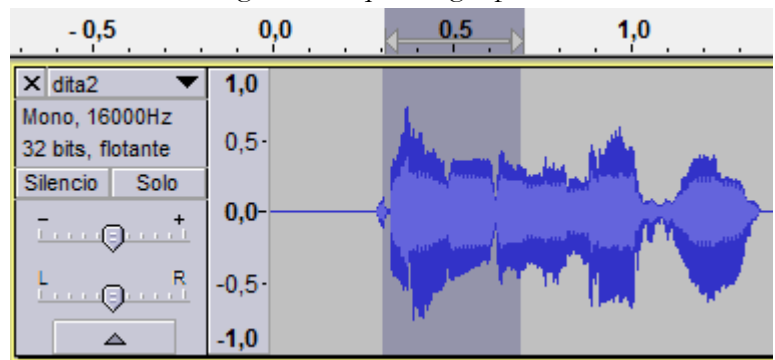 - 0,5 0,0 0.5 1,0
X dita2 1,0
Mono, 16000Hz
32 bits, flotante 0,5
Silencio Solo
- + 0,0
L R -0,5
-1,0